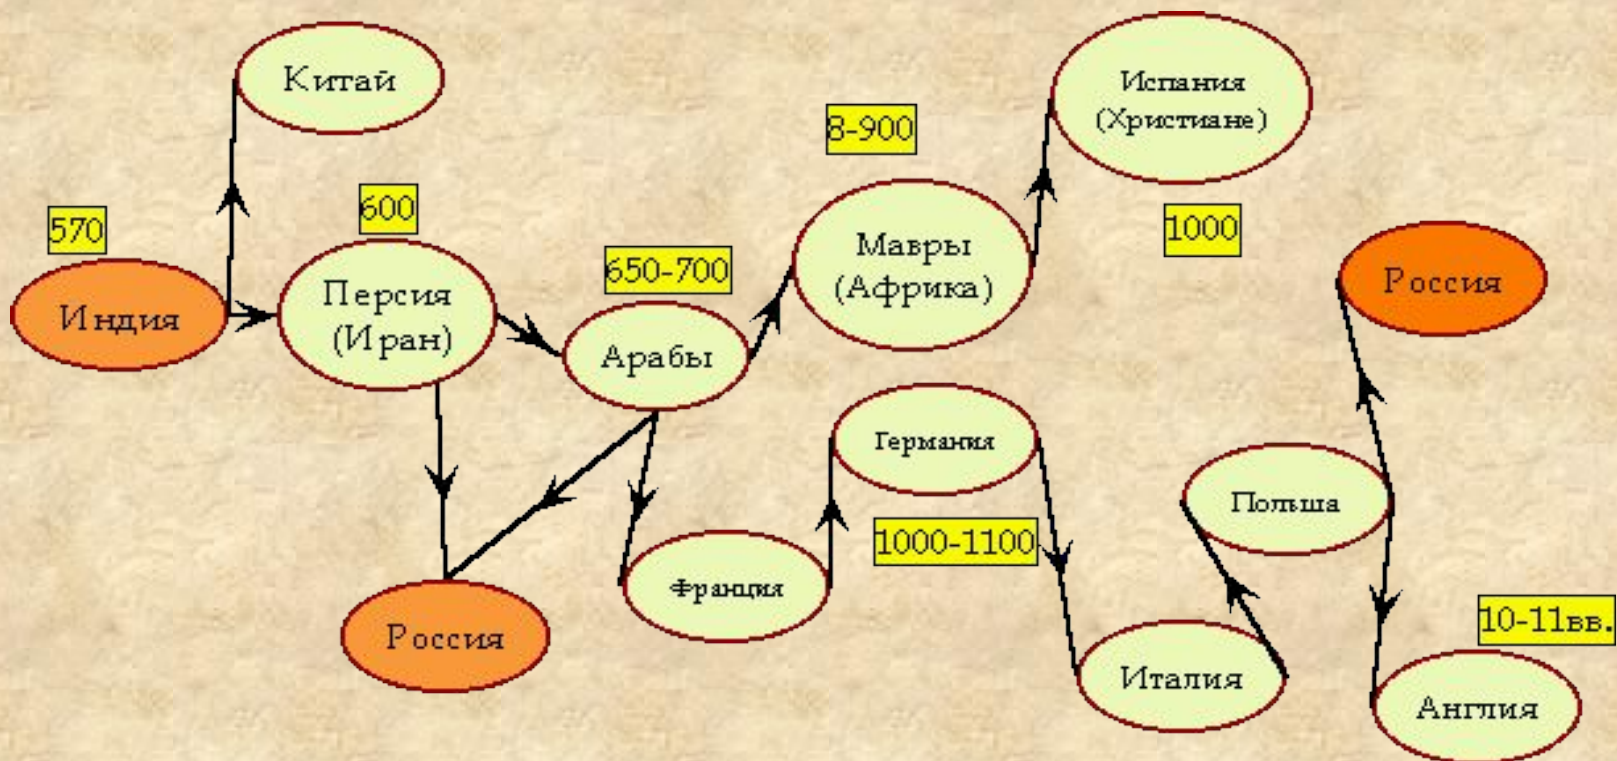 Китай
Испания
(Христиане)
8-900
600
570
1000
650-700
Мавры
(Африка)
Россия
Персия
(Иран)
Индия
Арабы
Германия
Польша
1000-1100
Франция
10-11вв.
Россия
Италия
Англия